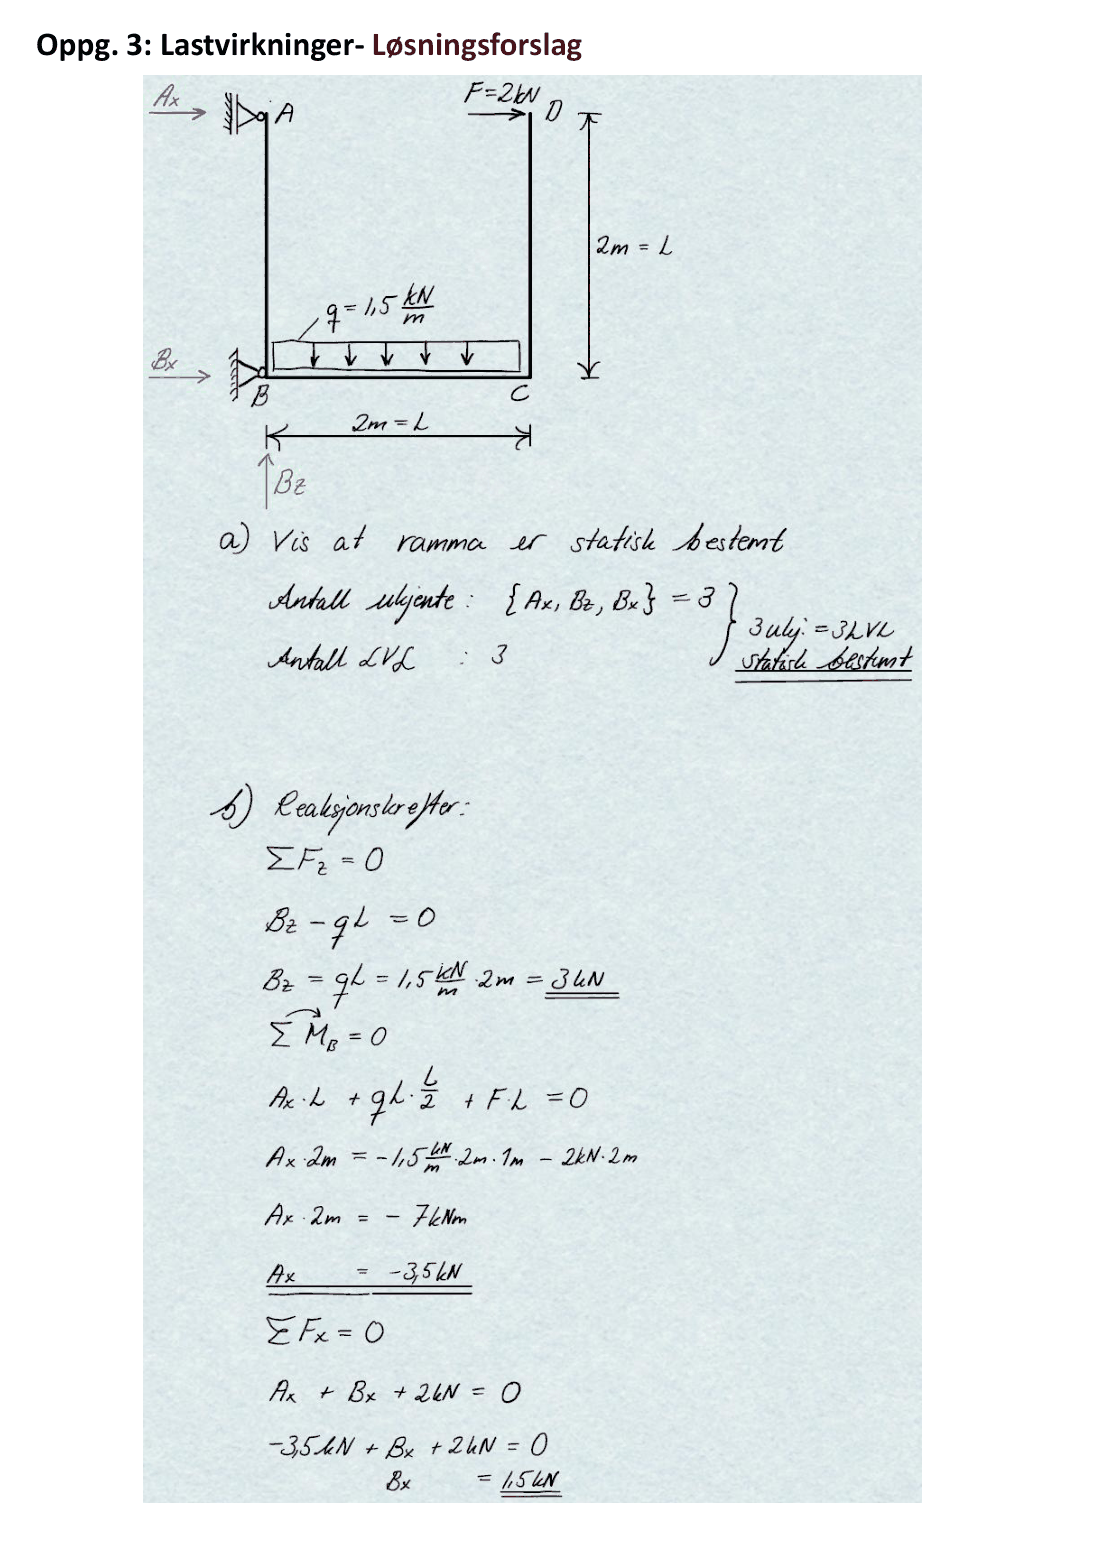 Oppg. 3: Lastvirkninger- Løsningsforslag
Ax
A
F=2kN
D
2m = L
q = 1,5 kN/m
Bx
B
C
2m = L
Bz
a) Vis at ramma er statisk bestemt
Antall ukjente : {Ax, Bz, Bx} = 3
Antall LVL : 3
3 ukj. = 3LVL
statisk bestemt
b) Reaksjonskrefter:
ΣFz = 0
Bz - qL = 0
Bz = qL = 1,5 kN/m · 2m = 3kN
Σ MB = 0
Ax · L + qL · L/2 + F·L = 0
Ax · 2m = -1,5 kN/m · 2m · 1m - 2kN · 2m
Ax · 2m = - 7kNm
Ax = -3,5kN
ΣFx = 0
Ax + Bx + 2kN = 0
-3,5kN + Bx + 2kN = 0
Bx = 1,5kN